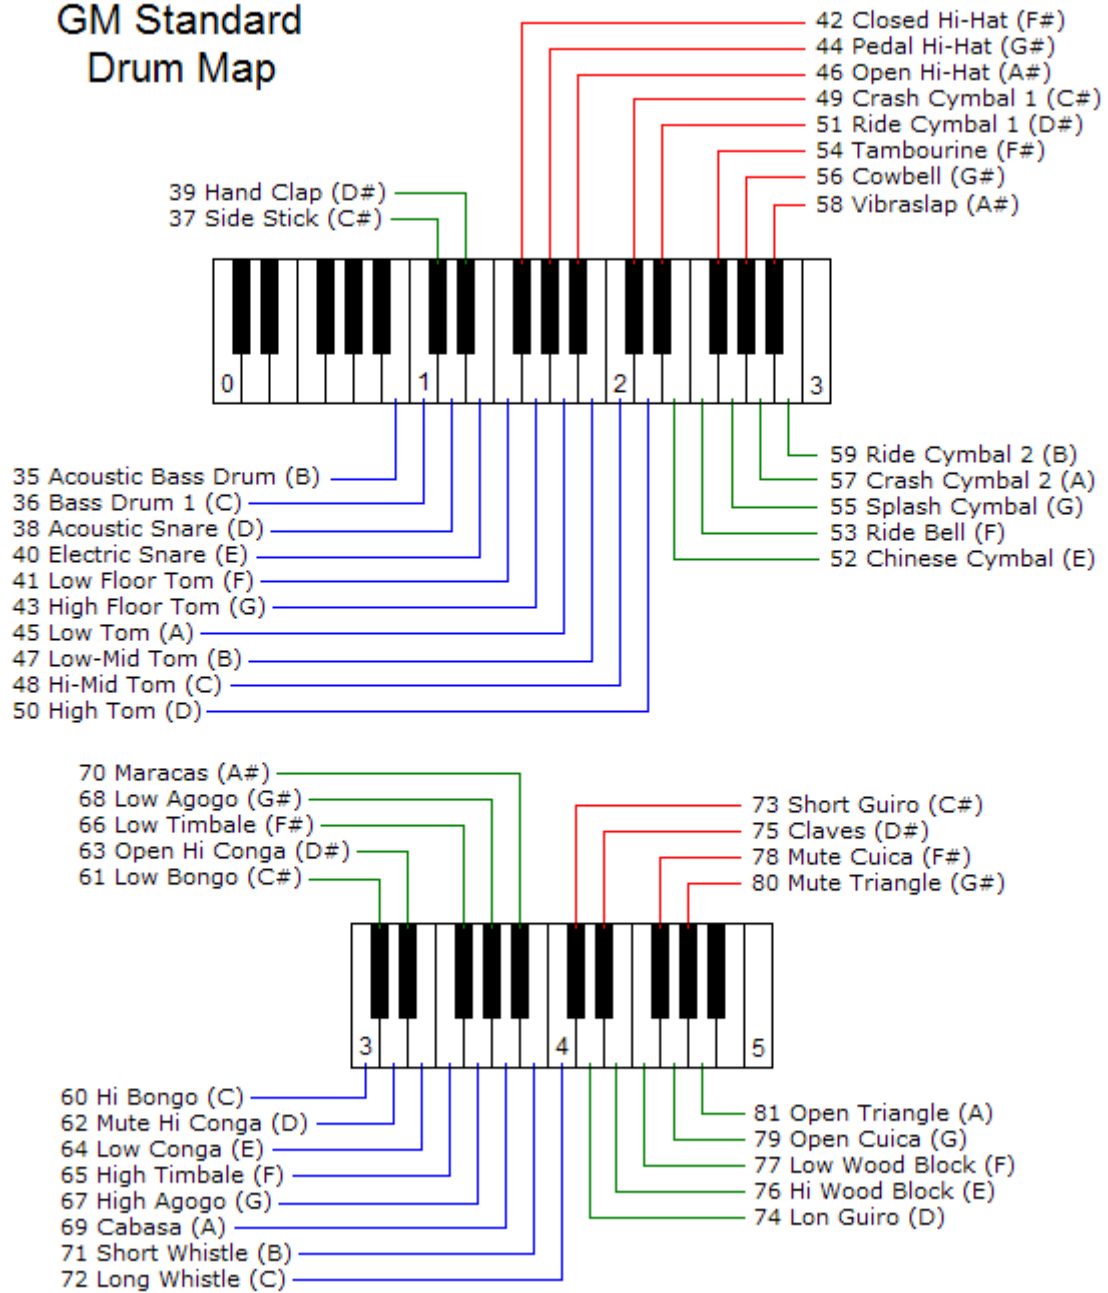 GM Standard
Drum Map
42 Closed Hi-Hat (F#)
44 Pedal Hi-Hat (G#)
46 Open Hi-Hat (A#)
49 Crash Cymbal 1 (C#)
51 Ride Cymbal 1 (D#)
54 Tambourine (F#)
56 Cowbell (G#)
58 Vibraslap (A#)
39 Hand Clap (D#)
37 Side Stick (C#)
0 1 2 3
35 Acoustic Bass Drum (B)
36 Bass Drum 1 (C)
38 Acoustic Snare (D)
40 Electric Snare (E)
41 Low Floor Tom (F)
43 High Floor Tom (G)
45 Low Tom (A)
47 Low-Mid Tom (B)
48 Hi-Mid Tom (C)
50 High Tom (D)
59 Ride Cymbal 2 (B)
57 Crash Cymbal 2 (A)
55 Splash Cymbal (G)
53 Ride Bell (F)
52 Chinese Cymbal (E)
70 Maracas (A#)
68 Low Agogo (G#)
66 Low Timbale (F#)
63 Open Hi Conga (D#)
61 Low Bongo (C#)
73 Short Guiro (C#)
75 Claves (D#)
78 Mute Cuica (F#)
80 Mute Triangle (G#)
3 4 5
60 Hi Bongo (C)
62 Mute Hi Conga (D)
64 Low Conga (E)
65 High Timbale (F)
67 High Agogo (G)
69 Cabasa (A)
71 Short Whistle (B)
72 Long Whistle (C)
81 Open Triangle (A)
79 Open Cuica (G)
77 Low Wood Block (F)
76 Hi Wood Block (E)
74 Lon Guiro (D)